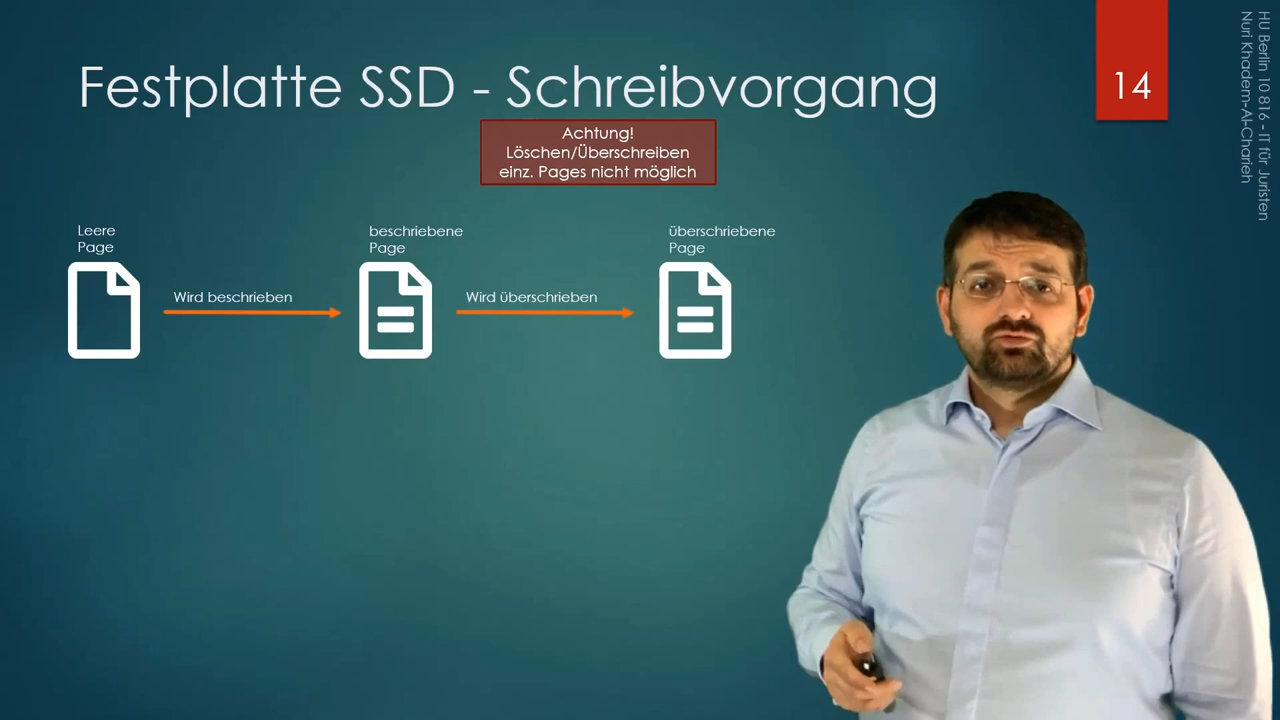 Festplatte SSD - Schreibvorgang
14
HU Berlin 10 816 - IT für Juristen
Nuri Khadem-Al-Charieh
Achtung!
Löschen/Überschreiben
einz. Pages nicht möglich
Leere
Page
Wird beschrieben
beschriebene
Page
Wird überschrieben
überschriebene
Page